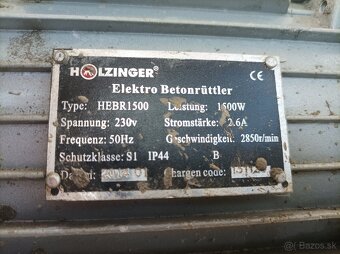 HOLZINGER CE
Elektro Betonrüttler
Type: HEBR1500 Leistung: 1500W
Spannung: 230v Stromstärke: 2.6A
Frequenz: 50Hz Geschwindigkeit: 2850r/min
Schutzklasse: S1 IP44 B
Chargen code:
Bazos.sk